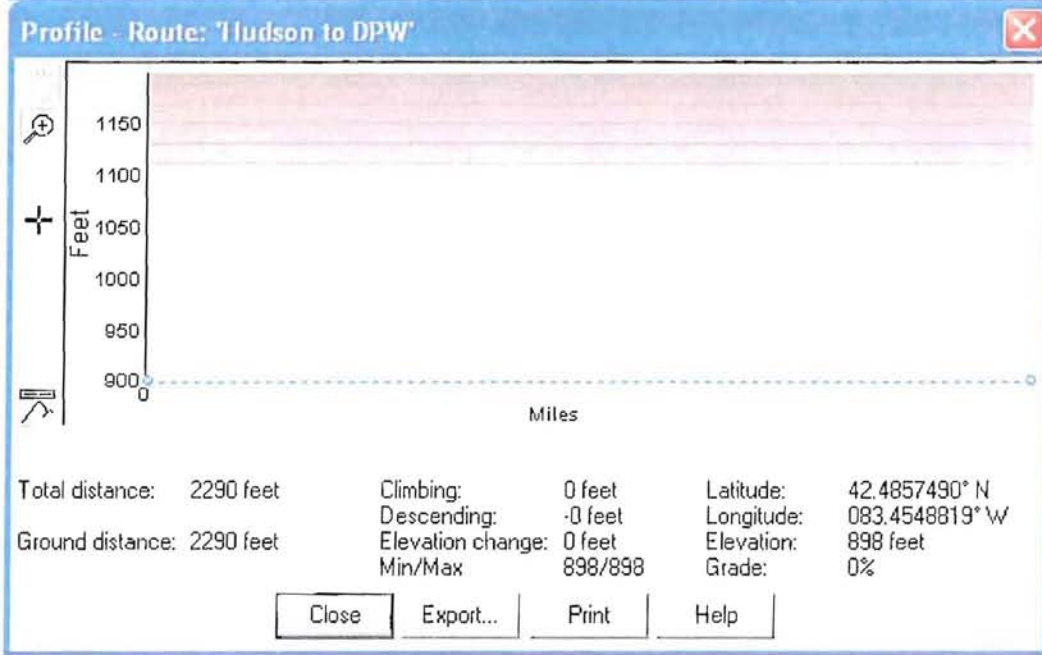 Profile - Route: 'Hudson to DPW'
1150
1100
1050
1000
950
900
Feet
0
Miles
Total distance: 2290 feet
Ground distance: 2290 feet
Climbing: 0 feet
Descending: -0 feet
Elevation change: 0 feet
Min/Max 898/898
Latitude: 42.4857490° N
Longitude: 083.4548819° W
Elevation: 898 feet
Grade: 0%
Close Export... Print Help